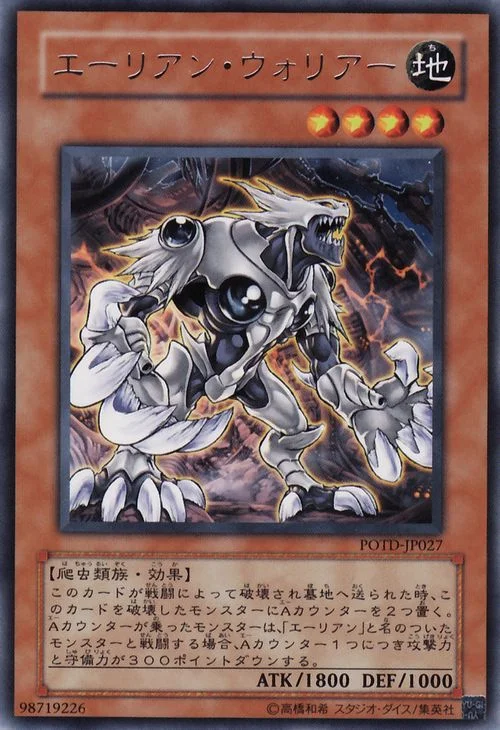 エーリアン・ウォリアー
地
POTD-JP027
【爬虫類族・効果】
このカードが戦闘によって破壊され墓地へ送られた時、こ
のカードを破壊したモンスターにAカウンターを2つ置く。
Aカウンターが乗ったモンスターは、「エーリアン」と名のついた
モンスターと戦闘する場合、Aカウンター1つにつき攻撃力
と守備力が300ポイントダウンする。
ATK/1800 DEF/1000
98719226
©高橋和希 スタジオ・ダイス/集英社